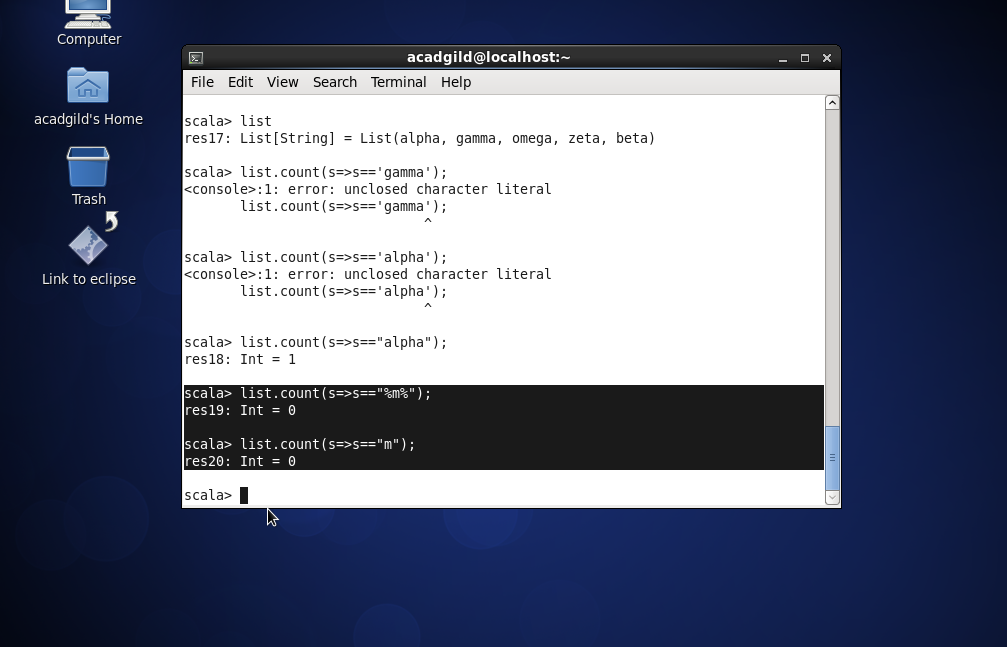 Computer
acadgild's Home
Trash
Link to eclipse
acadgild@localhost:~
File Edit View Search Terminal Help
scala> list
res17: List[String] = List(alpha, gamma, omega, zeta, beta)
scala> list.count(s=>s=='gamma');
<console>:1: error: unclosed character literal
       list.count(s=>s=='gamma');
                              ^
scala> list.count(s=>s=='alpha');
<console>:1: error: unclosed character literal
       list.count(s=>s=='alpha');
                              ^
scala> list.count(s=>s=="alpha");
res18: Int = 1
scala> list.count(s=>s=="%m%");
res19: Int = 0
scala> list.count(s=>s=="m");
res20: Int = 0
scala>